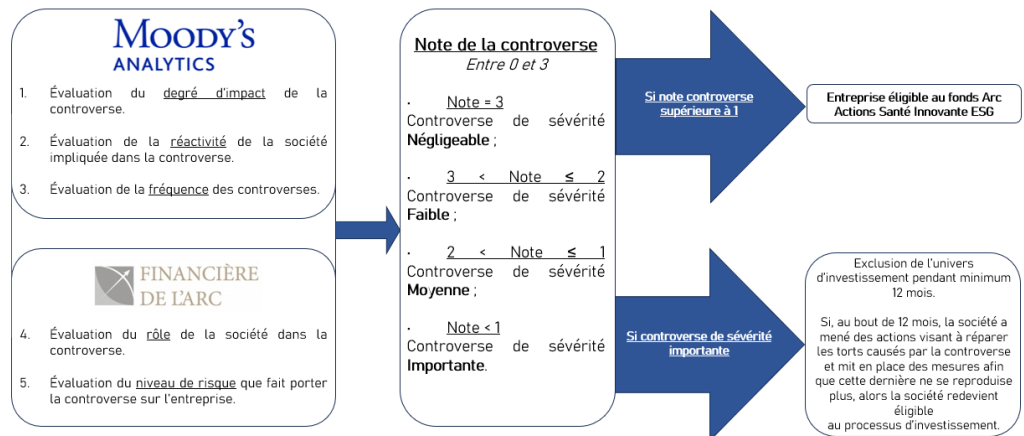 MOODY'S
ANALYTICS
1. Évaluation du degré d'impact de la
controverse.
2. Évaluation de la réactivité de la société
impliquée dans la controverse.
3. Évaluation de la fréquence des controverses.
FINANCIÈRE
DE L'ARC
4. Évaluation du rôle de la société dans la
controverse.
5. Évaluation du niveau de risque que fait porter
la controverse sur l'entreprise.
Note de la controverse
Entre 0 et 3
· Note = 3
Controverse de sévérité
Négligeable ;
· 3 < Note ≤ 2
Controverse de sévérité
Faible ;
· 2 < Note ≤ 1
Controverse de sévérité
Moyenne ;
· Note < 1
Controverse de sévérité
Importante.
Si note controverse
supérieure à 1
Entreprise éligible au fonds Arc
Actions Santé Innovante ESG
Si controverse de sévérité
importante
Exclusion de l'univers
d'investissement pendant minimum
12 mois.
Si, au bout de 12 mois, la société a
mené des actions visant à réparer
les torts causés par la controverse
et mit en place des mesures afin
que cette dernière ne se reproduise
plus, alors la société redevient
éligible
au processus d'investissement.